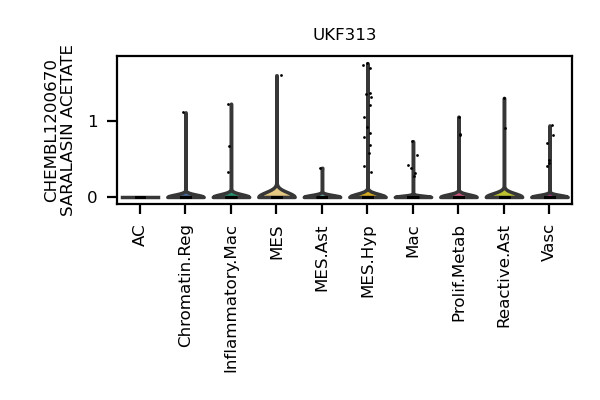 UKF313
CHEMBL1200670
SARALASIN ACETATE
1
0
AC
Chromatin.Reg
Inflammatory.Mac
MES
MES.Ast
MES.Hyp
Mac
Prolif.Metab
Reactive.Ast
Vasc